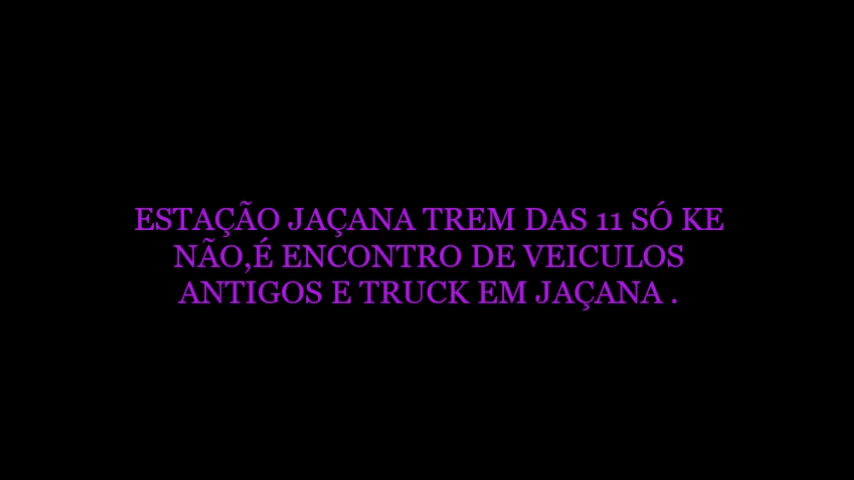 ESTAÇÃO JAÇANA TREM DAS 11 SÓ KE
NÃO,É ENCONTRO DE VEICULOS
ANTIGOS E TRUCK EM JAÇANA .